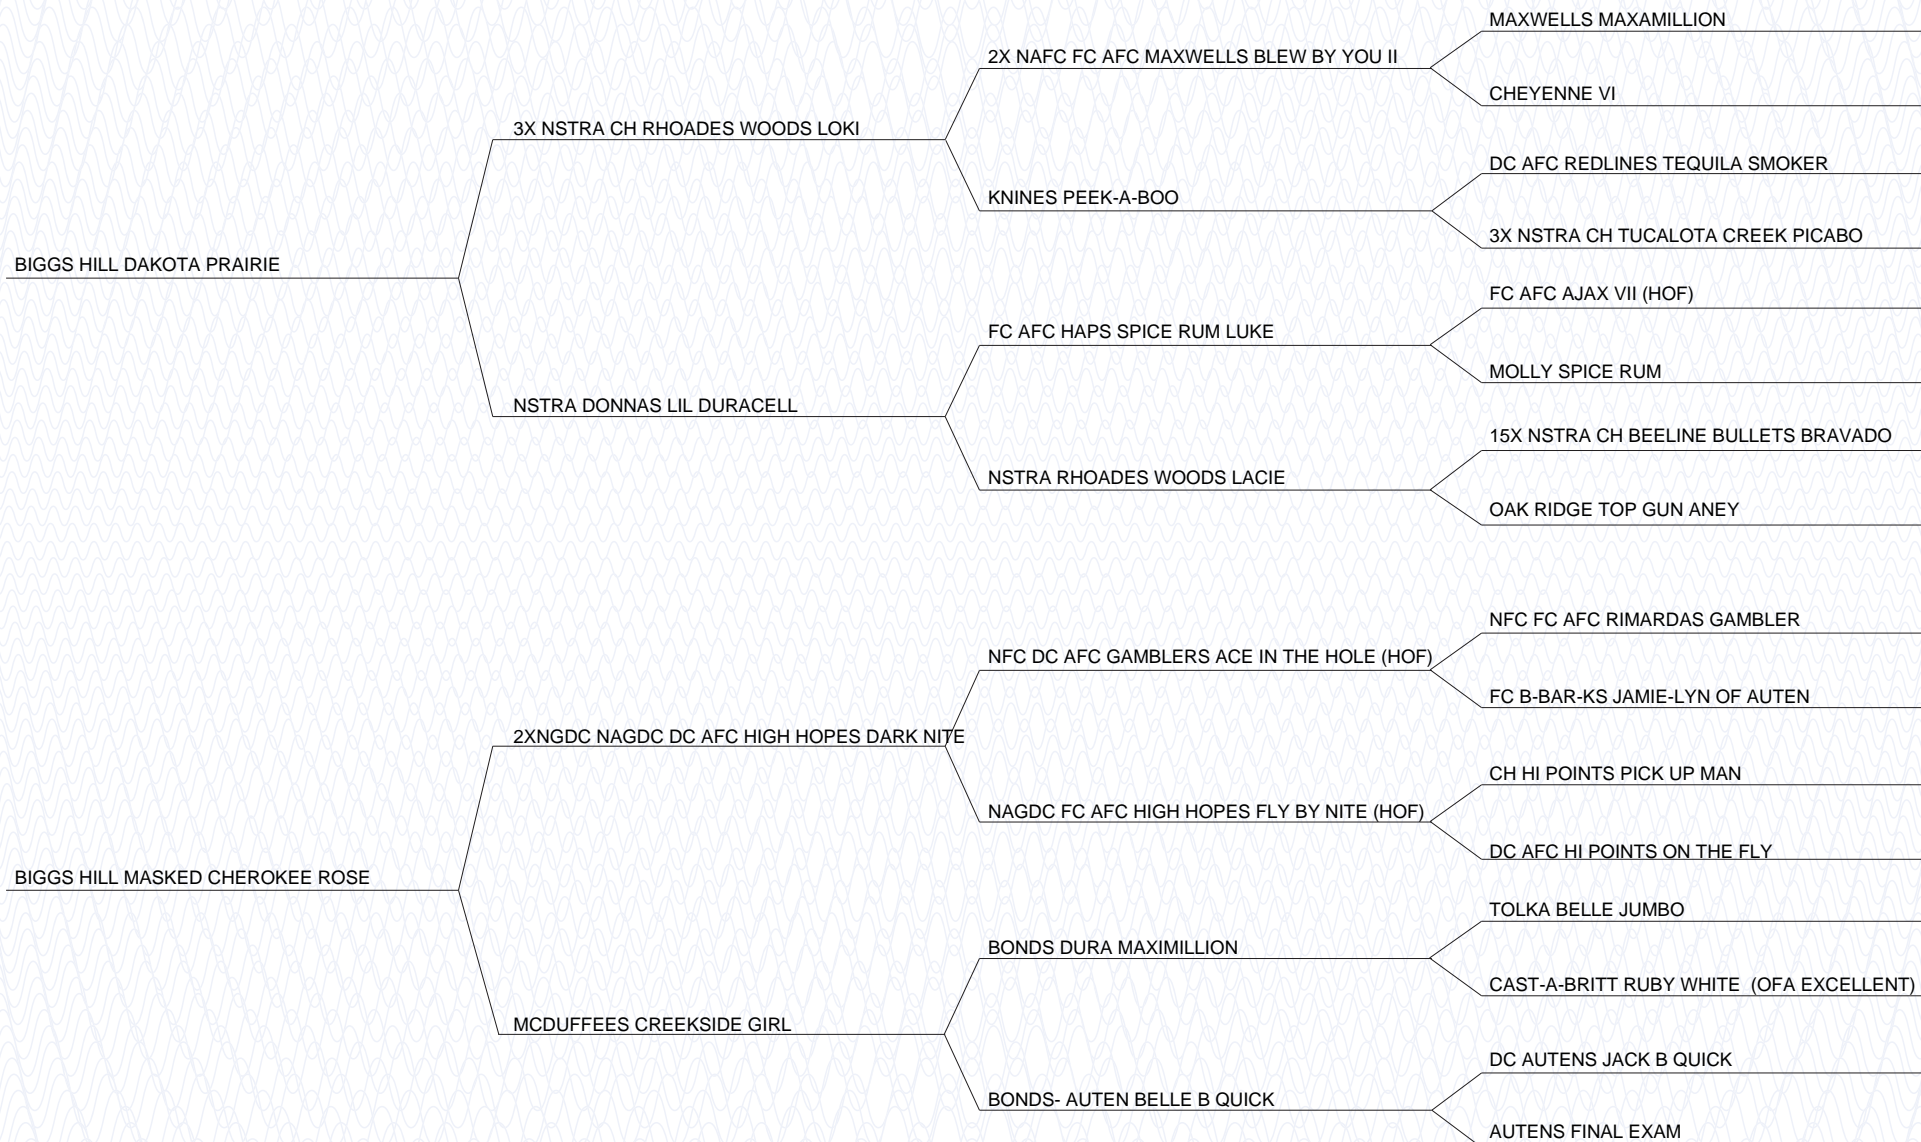 MAXWELLS MAXAMILLION
2X NAFC FC AFC MAXWELLS BLEW BY YOU II
CHEYENNE VI
3X NSTRA CH RHOADES WOODS LOKI
DC AFC REDLINES TEQUILA SMOKER
KNINES PEEK-A-BOO
3X NSTRA CH TUCALOTA CREEK PICABO
BIGGS HILL DAKOTA PRAIRIE
FC AFC AJAX VII (HOF)
FC AFC HAPS SPICE RUM LUKE
MOLLY SPICE RUM
NSTRA DONNAS LIL DURACELL
15X NSTRA CH BEELINE BULLETS BRAVADO
NSTRA RHOADES WOODS LACIE
OAK RIDGE TOP GUN ANEY
NFC FC AFC RIMARDAS GAMBLER
NFC DC AFC GAMBLERS ACE IN THE HOLE (HOF)
FC B-BAR-KS JAMIE-LYN OF AUTEN
2XNGDC NAGDC DC AFC HIGH HOPES DARK NITE
CH HI POINTS PICK UP MAN
NAGDC FC AFC HIGH HOPES FLY BY NITE (HOF)
DC AFC HI POINTS ON THE FLY
BIGGS HILL MASKED CHEROKEE ROSE
TOLKA BELLE JUMBO
BONDS DURA MAXIMILLION
CAST-A-BRITT RUBY WHITE  (OFA EXCELLENT)
MCDUFFEES CREEKSIDE GIRL
DC AUTENS JACK B QUICK
BONDS- AUTEN BELLE B QUICK
AUTENS FINAL EXAM